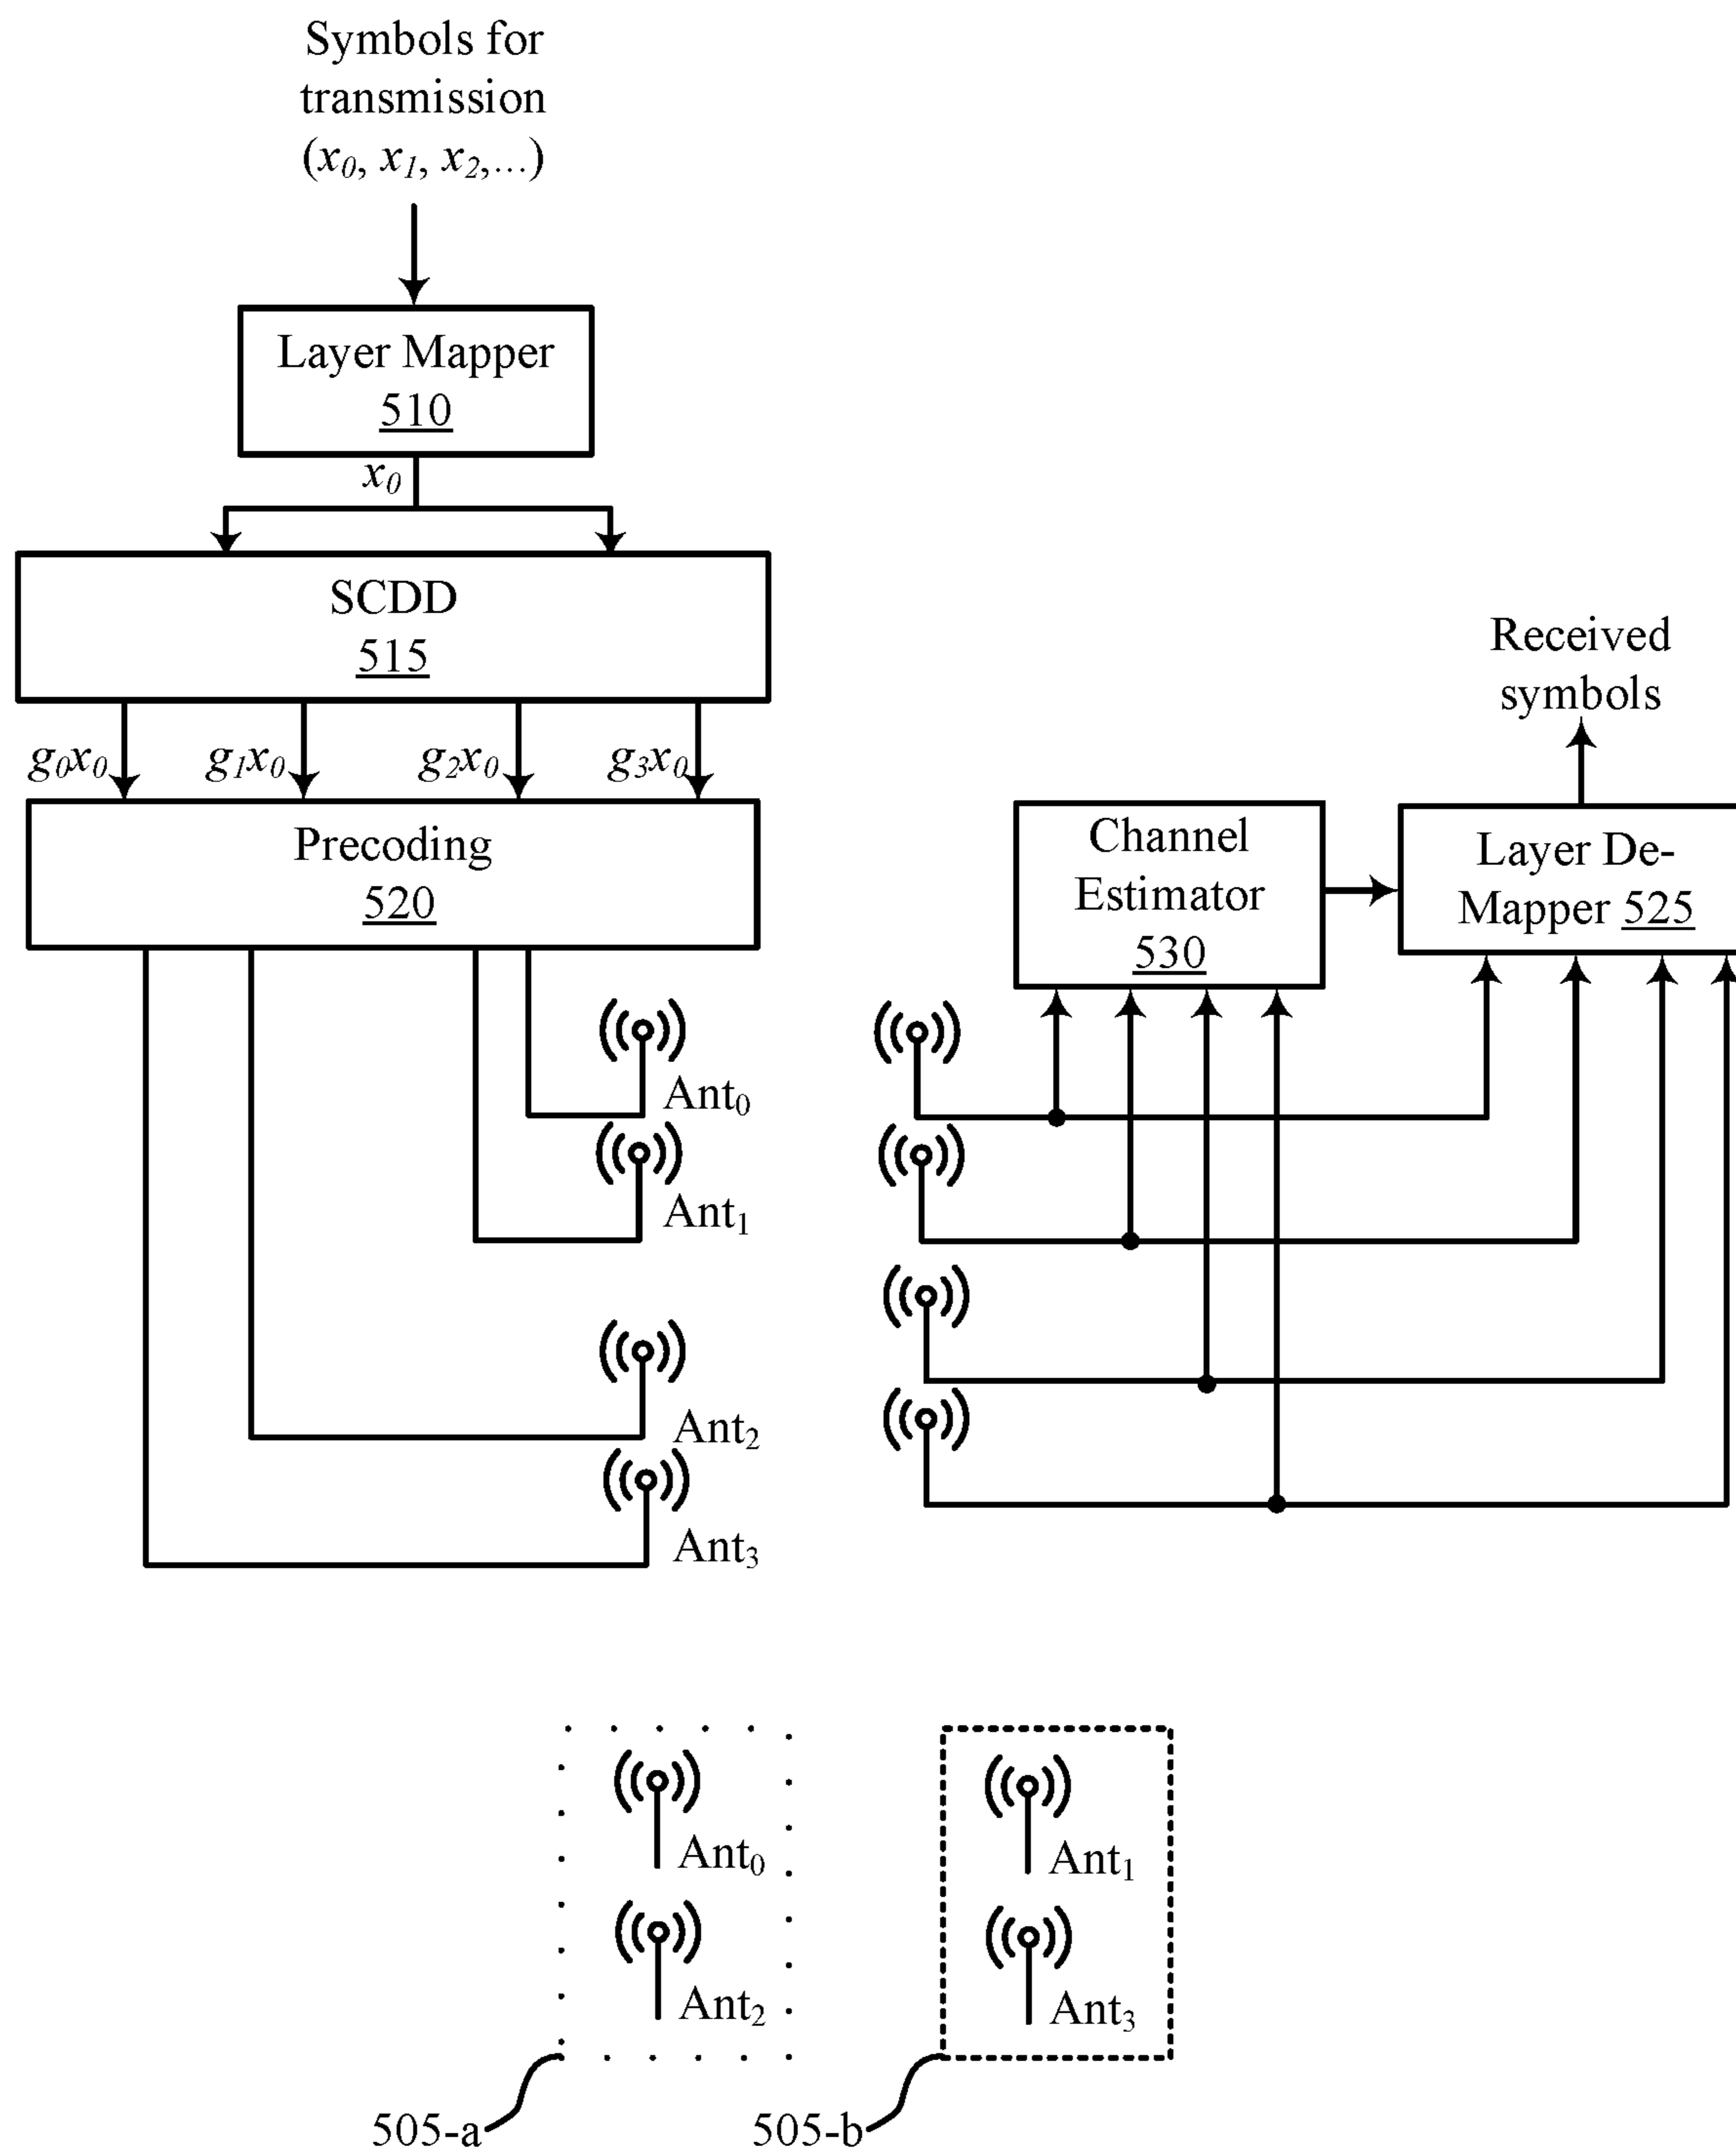 Symbols for
transmission
(x₀, x₁, x₂,...)
Layer Mapper
510
x₀
SCDD
515
g₀x₀ g₁x₀ g₂x₀ g₃x₀
Precoding
520
Received
symbols
Channel
Estimator
530
Layer De-
Mapper 525
Ant₀
Ant₁
Ant₂
Ant₃
Ant₀
Ant₂
Ant₁
Ant₃
505-a
505-b